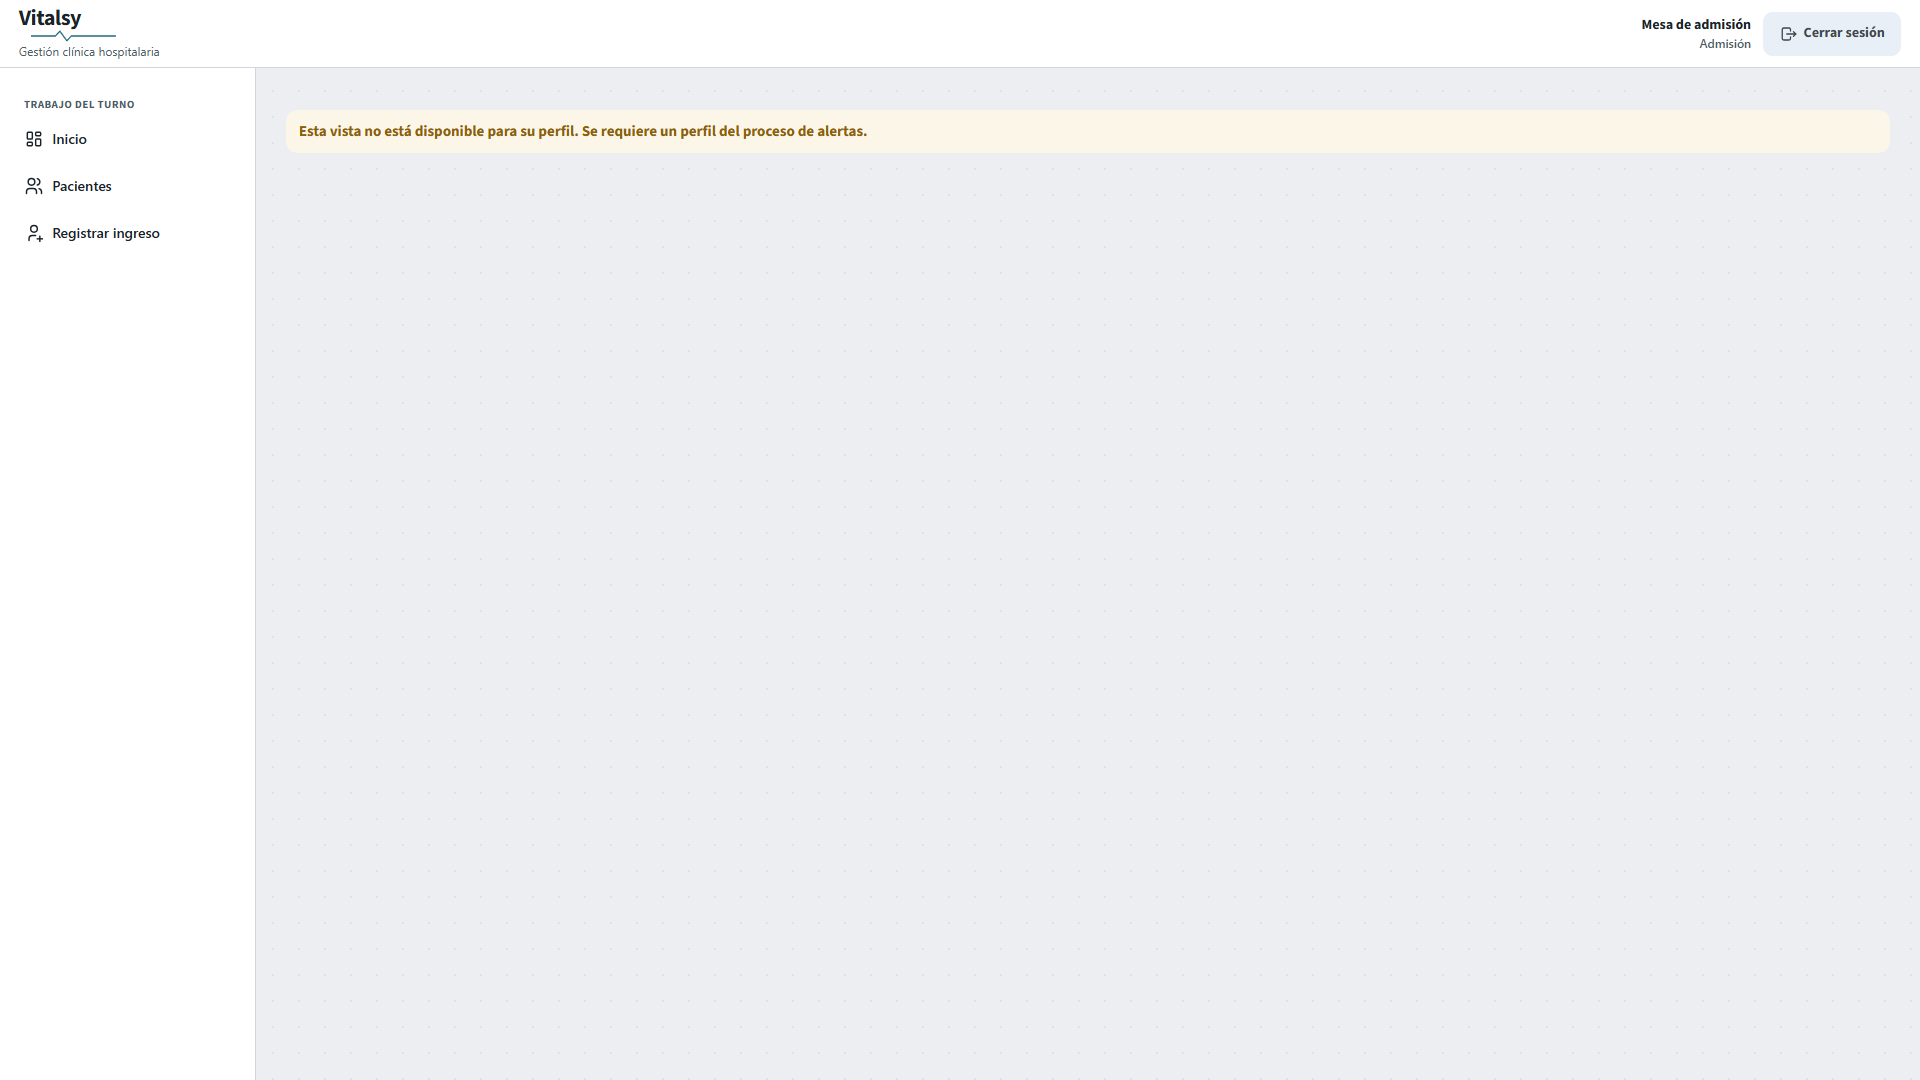 Vitalsy
Gestión clínica hospitalaria
Mesa de admisión
Admisión
Cerrar sesión
TRABAJO DEL TURNO
Inicio
Pacientes
Registrar ingreso
Esta vista no está disponible para su perfil. Se requiere un perfil del proceso de alertas.